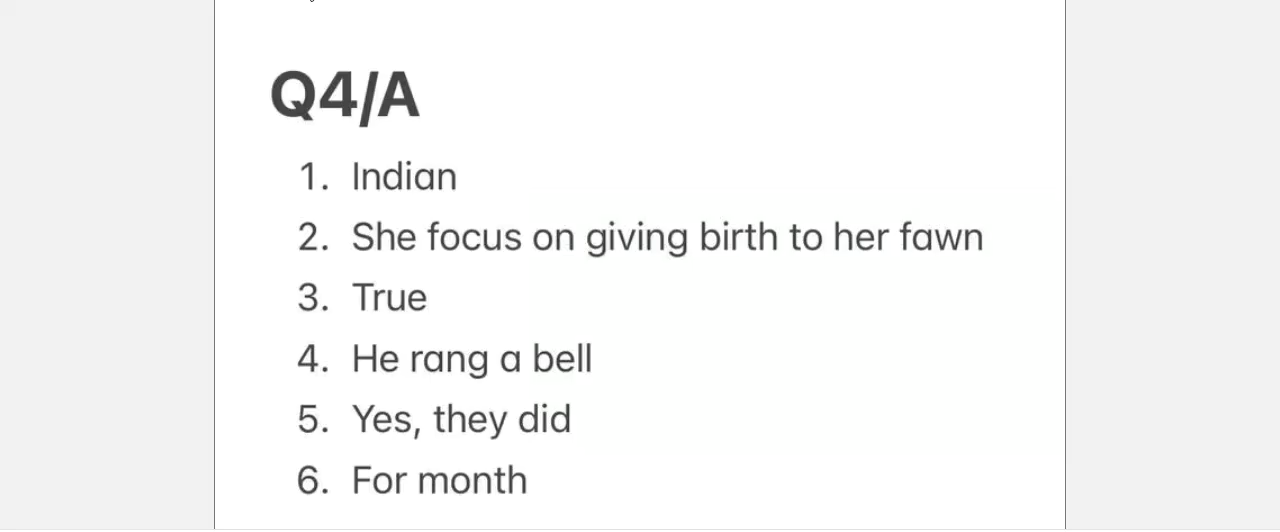 Q4/A
1. Indian
2. She focus on giving birth to her fawn
3. True
4. He rang a bell
5. Yes, they did
6. For month